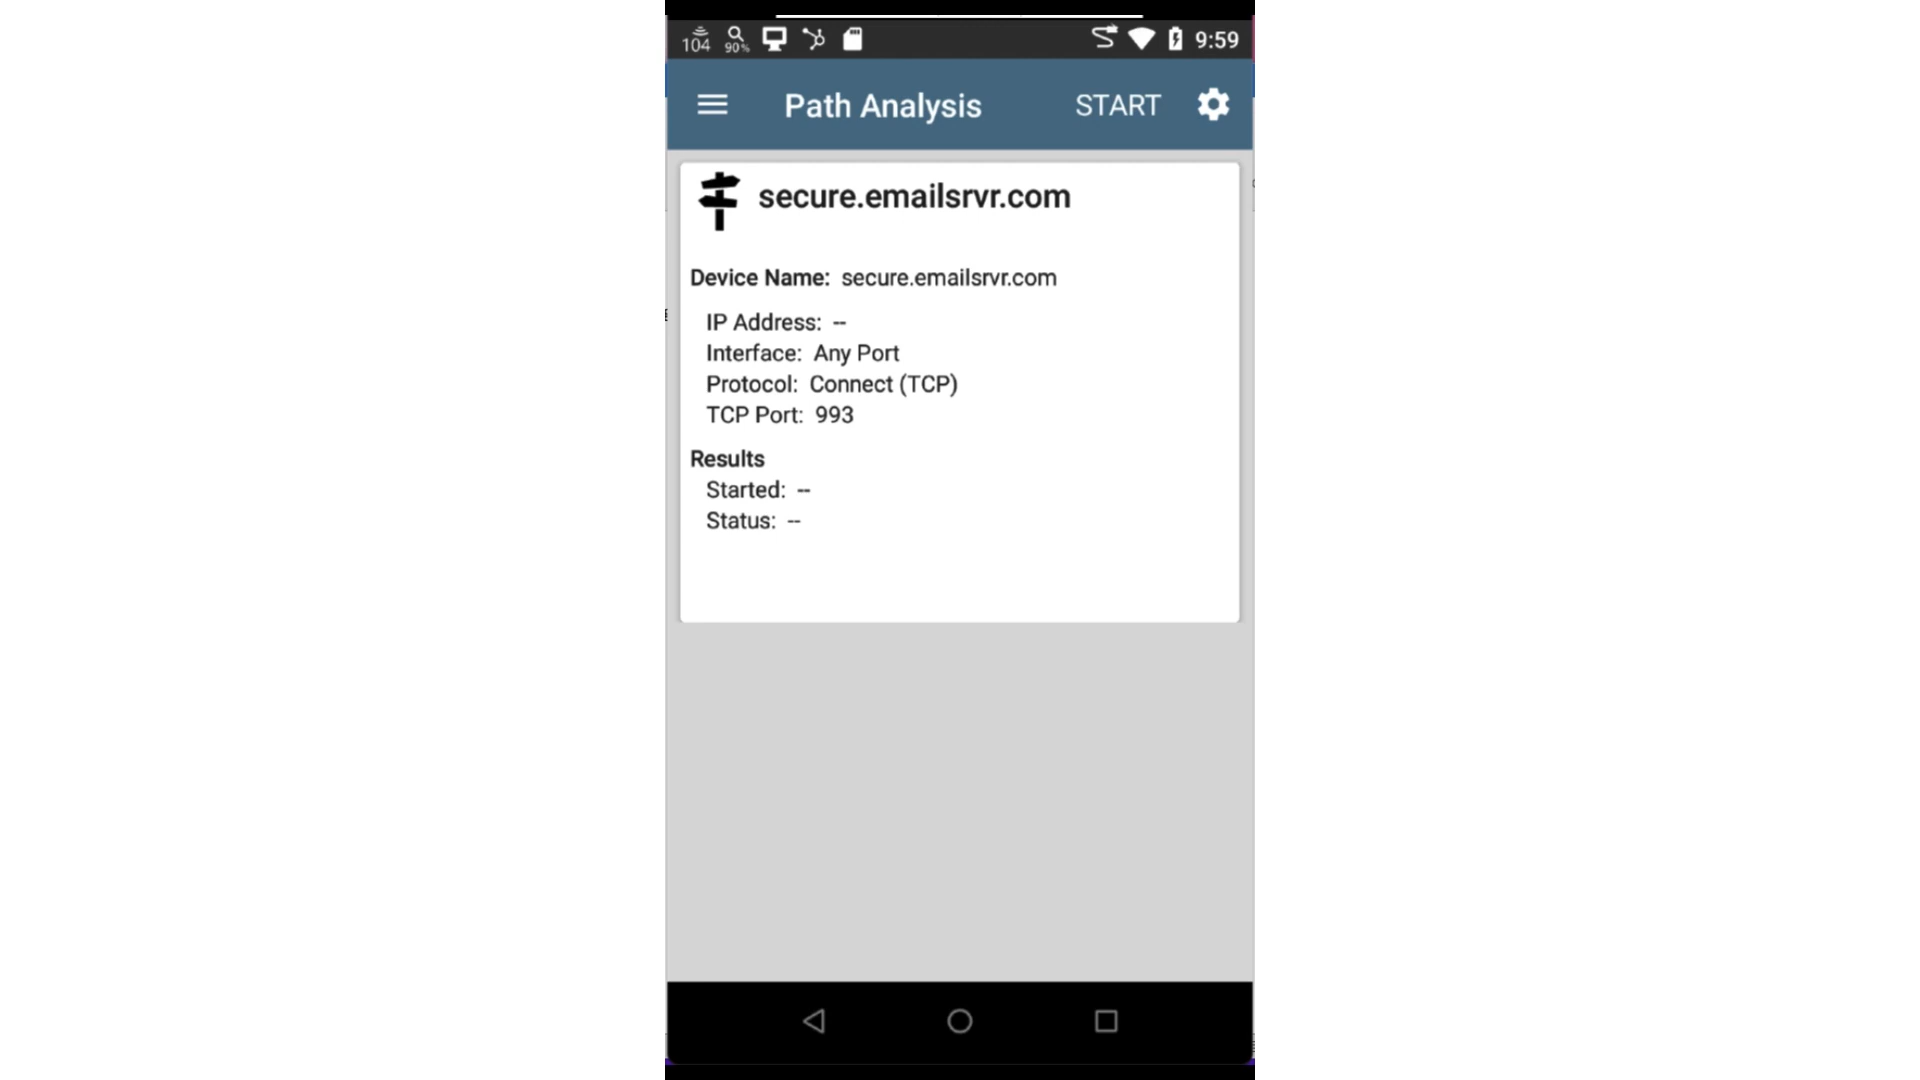 104 90% 9:59
Path Analysis START
secure.emailsrvr.com
Device Name: secure.emailsrvr.com
IP Address: --
Interface: Any Port
Protocol: Connect (TCP)
TCP Port: 993
Results
Started: --
Status: --